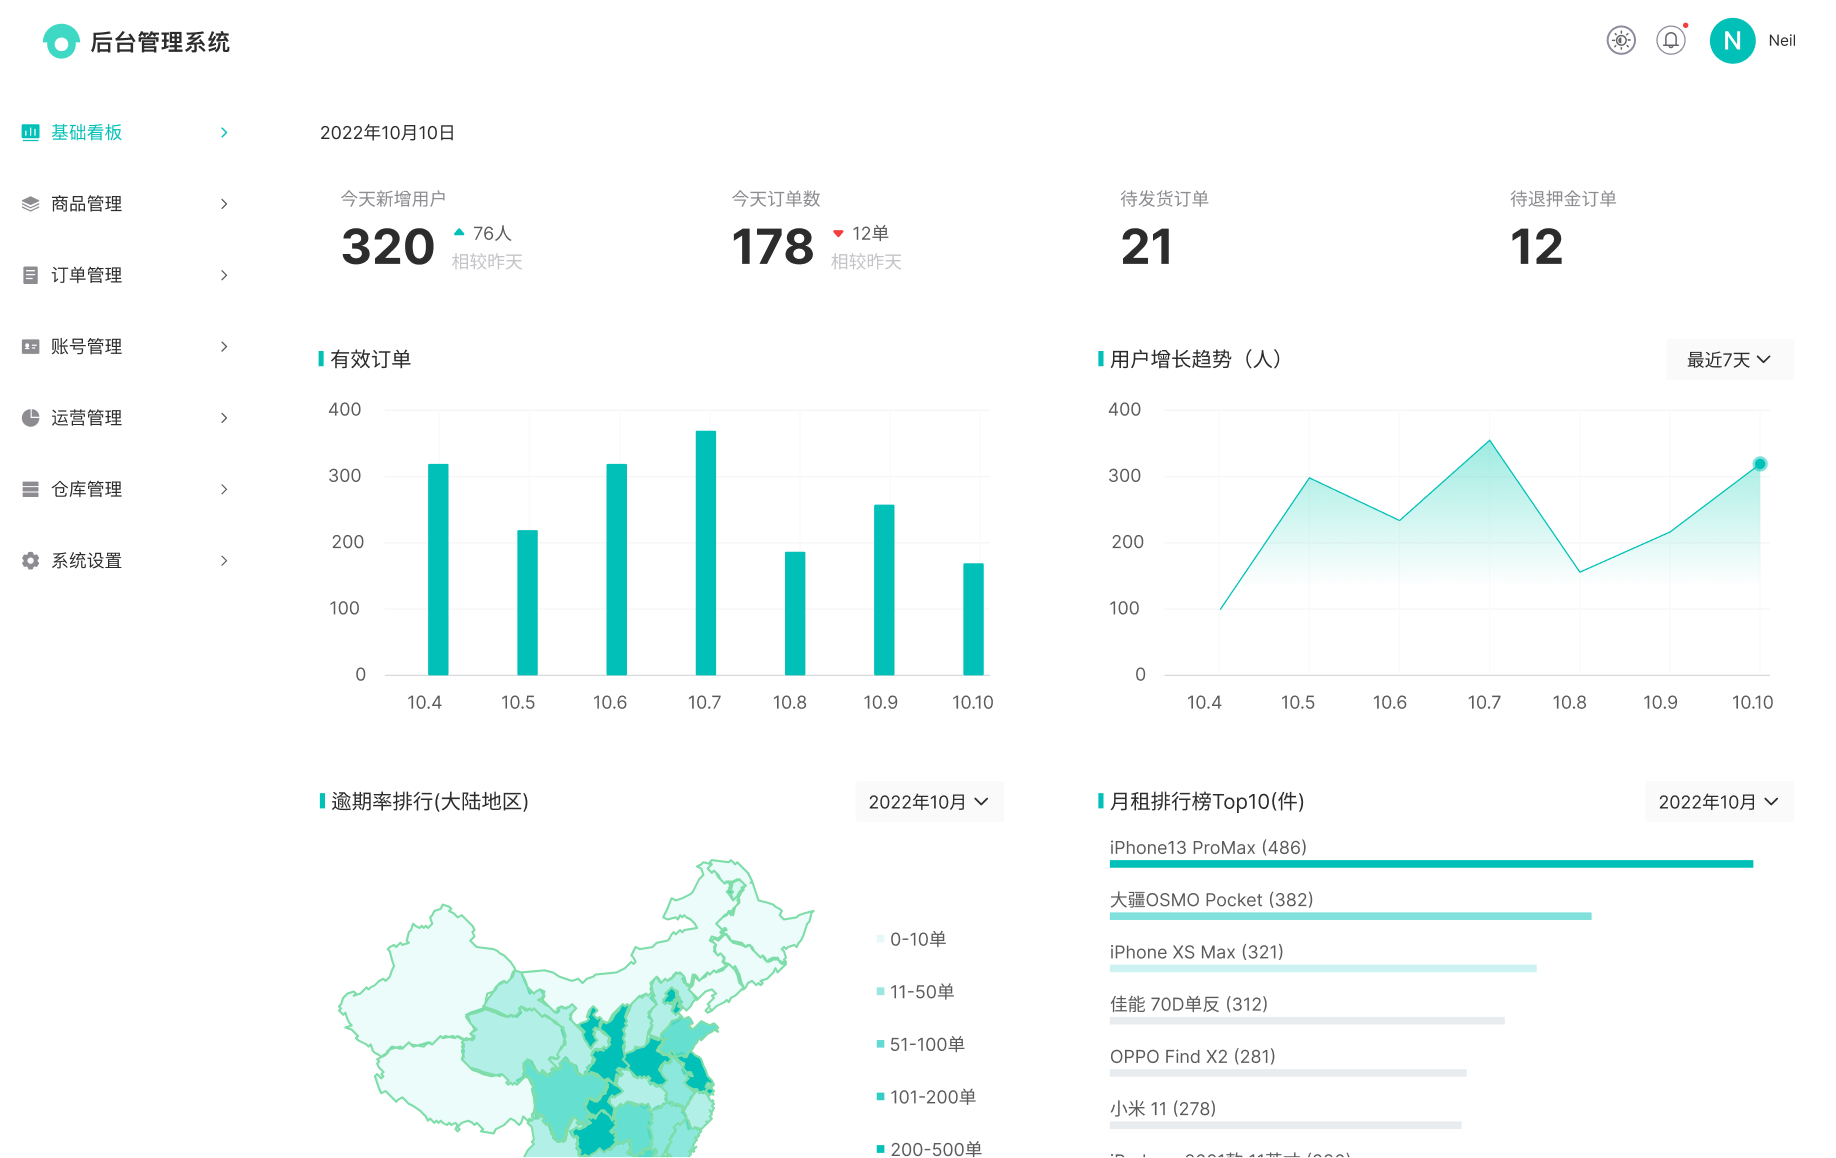 后台管理系统
N
Neil
基础看板
商品管理
订单管理
账号管理
运营管理
仓库管理
系统设置
2022年10月10日
今天新增用户
320
76人
相较昨天
今天订单数
178
12单
相较昨天
待发货订单
21
待退押金订单
12
有效订单
400
300
200
100
0
10.4 10.5 10.6 10.7 10.8 10.9 10.10
用户增长趋势（人）
最近7天
400
300
200
100
0
10.4 10.5 10.6 10.7 10.8 10.9 10.10
逾期率排行(大陆地区)
2022年10月
0-10单
11-50单
51-100单
101-200单
200-500单
月租排行榜Top10(件)
2022年10月
iPhone13 ProMax (486)
大疆OSMO Pocket (382)
iPhone XS Max (321)
佳能 70D单反 (312)
OPPO Find X2 (281)
小米 11 (278)